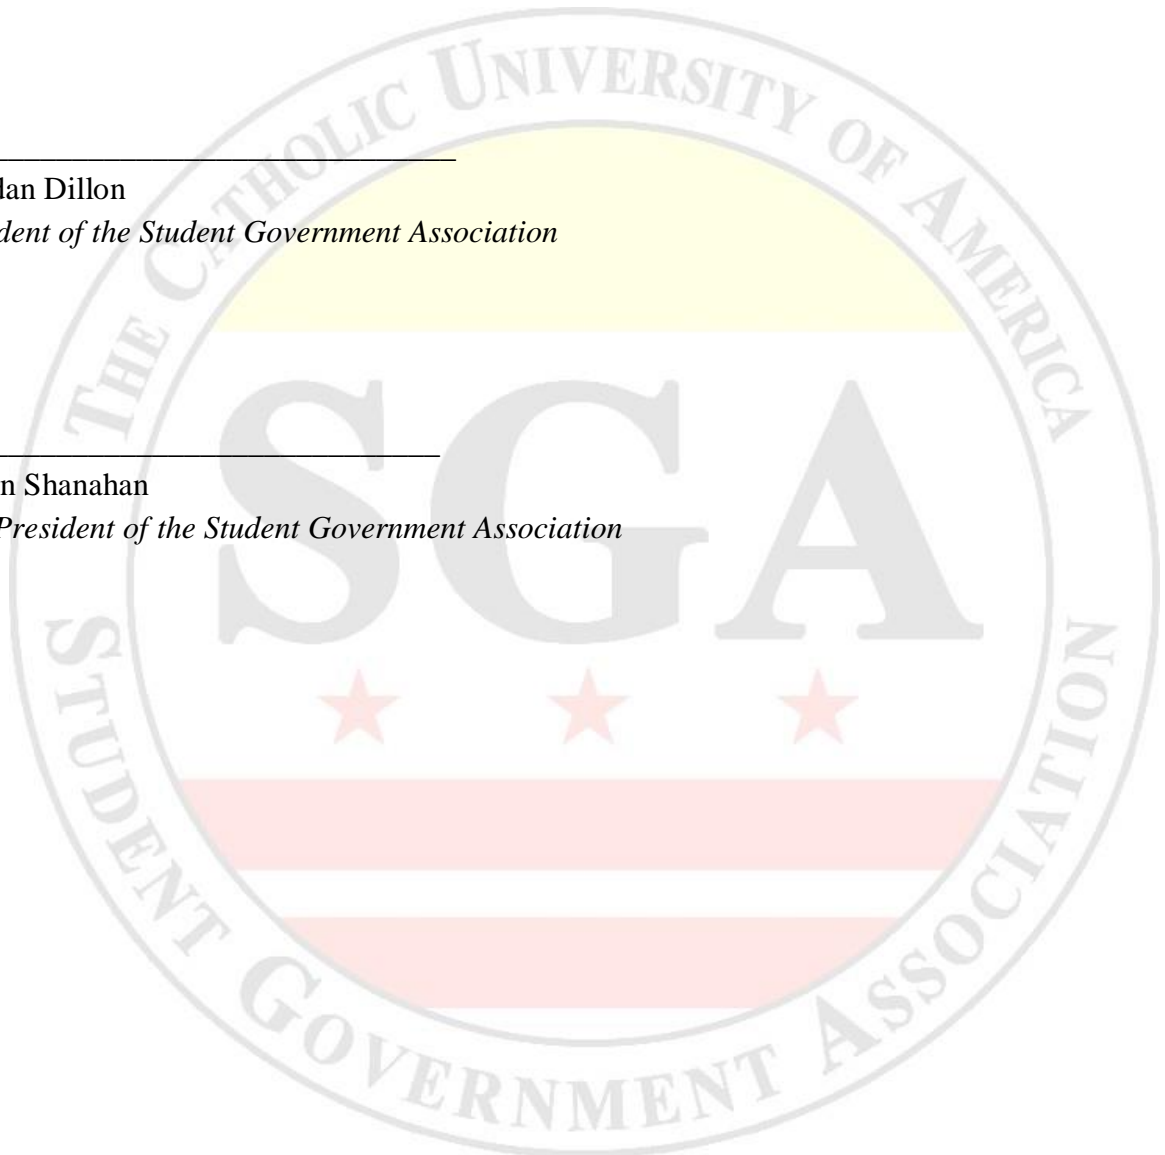 THE CATHOLIC UNIVERSITY OF AMERICA
dan Dillon
dent of the Student Government Association
SGA
n Shanahan
President of the Student Government Association
STUDENT GOVERNMENT ASSOCIATION